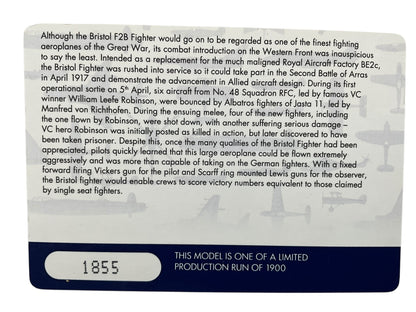 Although the Bristol F2B Fighter would go on to be regarded as one of the finest fighting
aeroplanes of the Great War, its combat introduction on the Western Front was inauspicious
to say the least. Intended as a replacement for the much maligned Royal Aircraft Factory BE2c,
the Bristol Fighter was rushed into service so it could take part in the Second Battle of Arras
in April 1917 and demonstrate the advancement in Allied aircraft design. During its first
operational sortie on 5th April, six aircraft from No. 48 Squadron RFC, led by famous VC
winner William Leefe Robinson, were bounced by Albatros fighters of Jasta 11, led by
Manfred von Richthofen. During the ensuing melee, four of the new fighters, including
the one flown by Robinson, were shot down, with another suffering serious damage –
VC hero Robinson was initially posted as killed in action, but later discovered to have
been taken prisoner. Despite this, once the many qualities of the Bristol Fighter had been
appreciated, pilots quickly learned that this large aeroplane could be flown extremely
aggressively and was more than capable of taking on the German fighters. With a fixed
forward firing Vickers gun for the pilot and Scarff ring mounted Lewis guns for the observer,
the Bristol Fighter would enable crews to score victory numbers equivalent to those claimed
by single seat fighters.
1855
THIS MODEL IS ONE OF A LIMITED
PRODUCTION RUN OF 1900